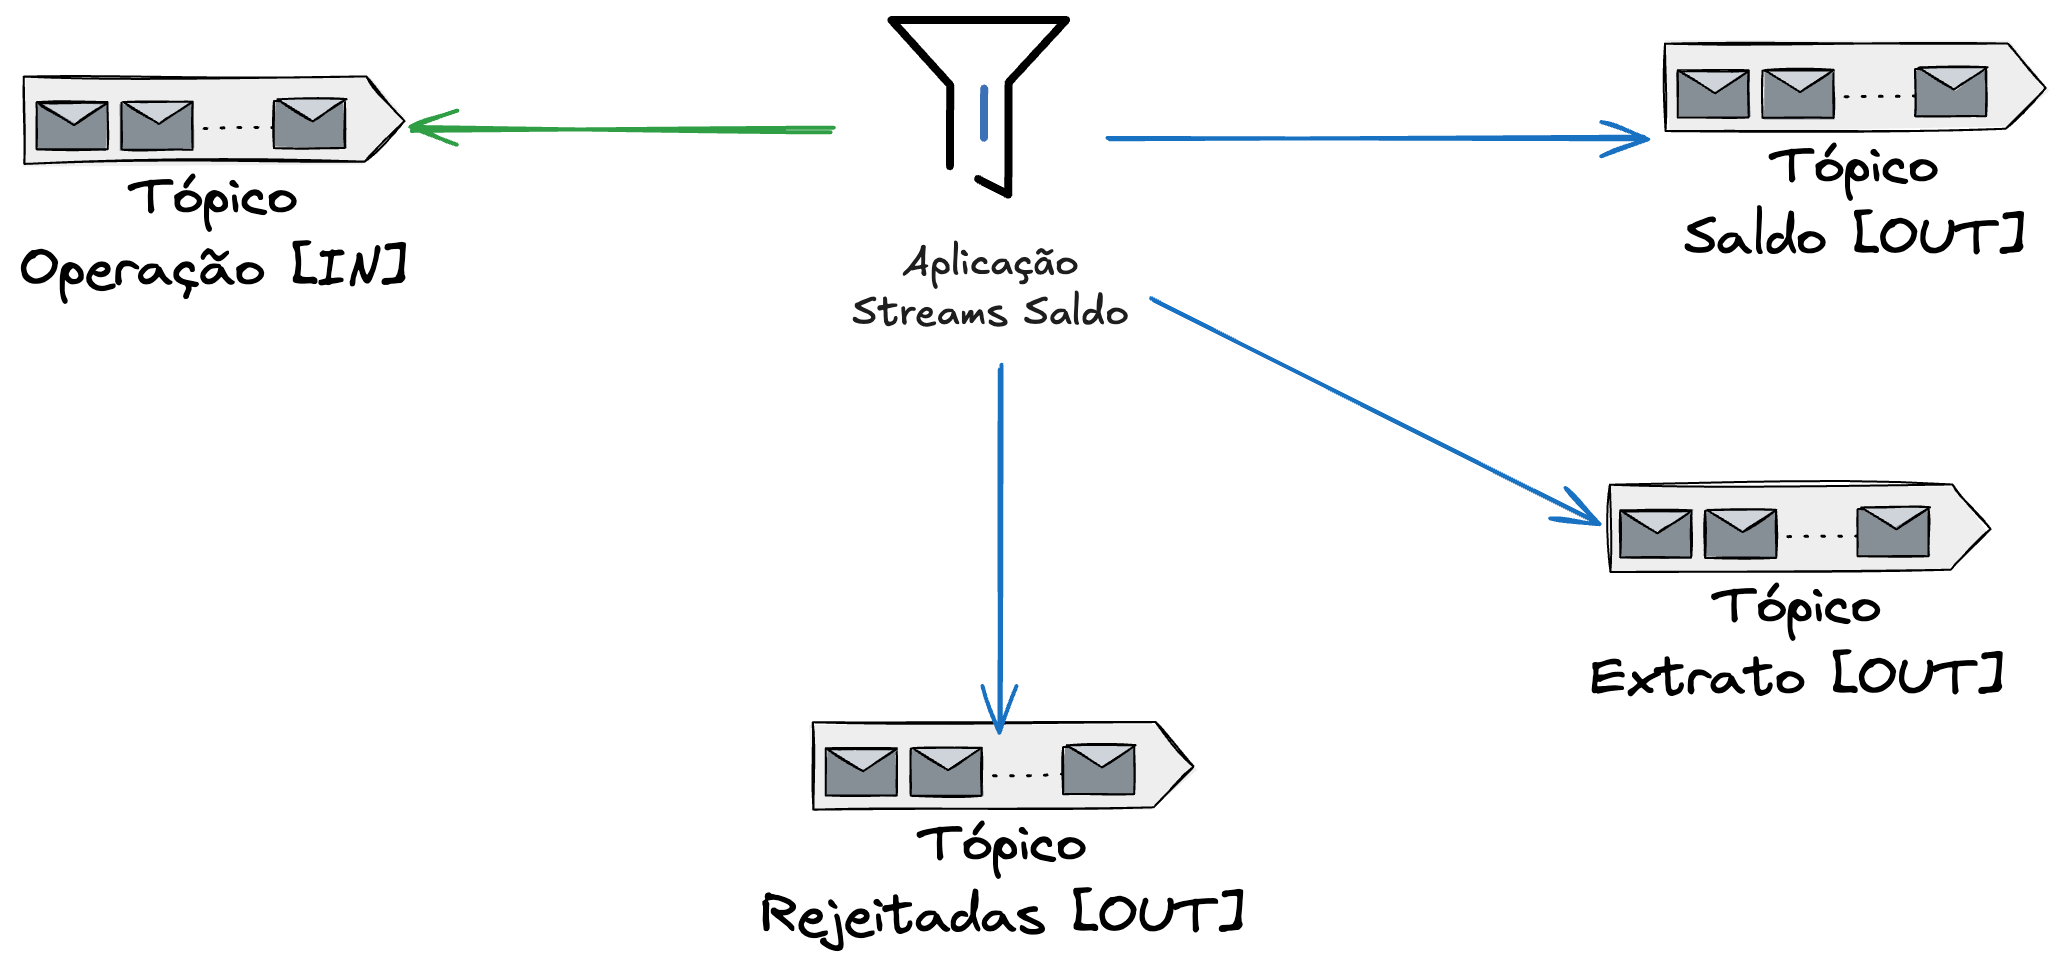 Tópico
Operação [IN]
Aplicação
Streams Saldo
Tópico
Saldo [OUT]
Tópico
Extrato [OUT]
Tópico
Rejeitadas [OUT]